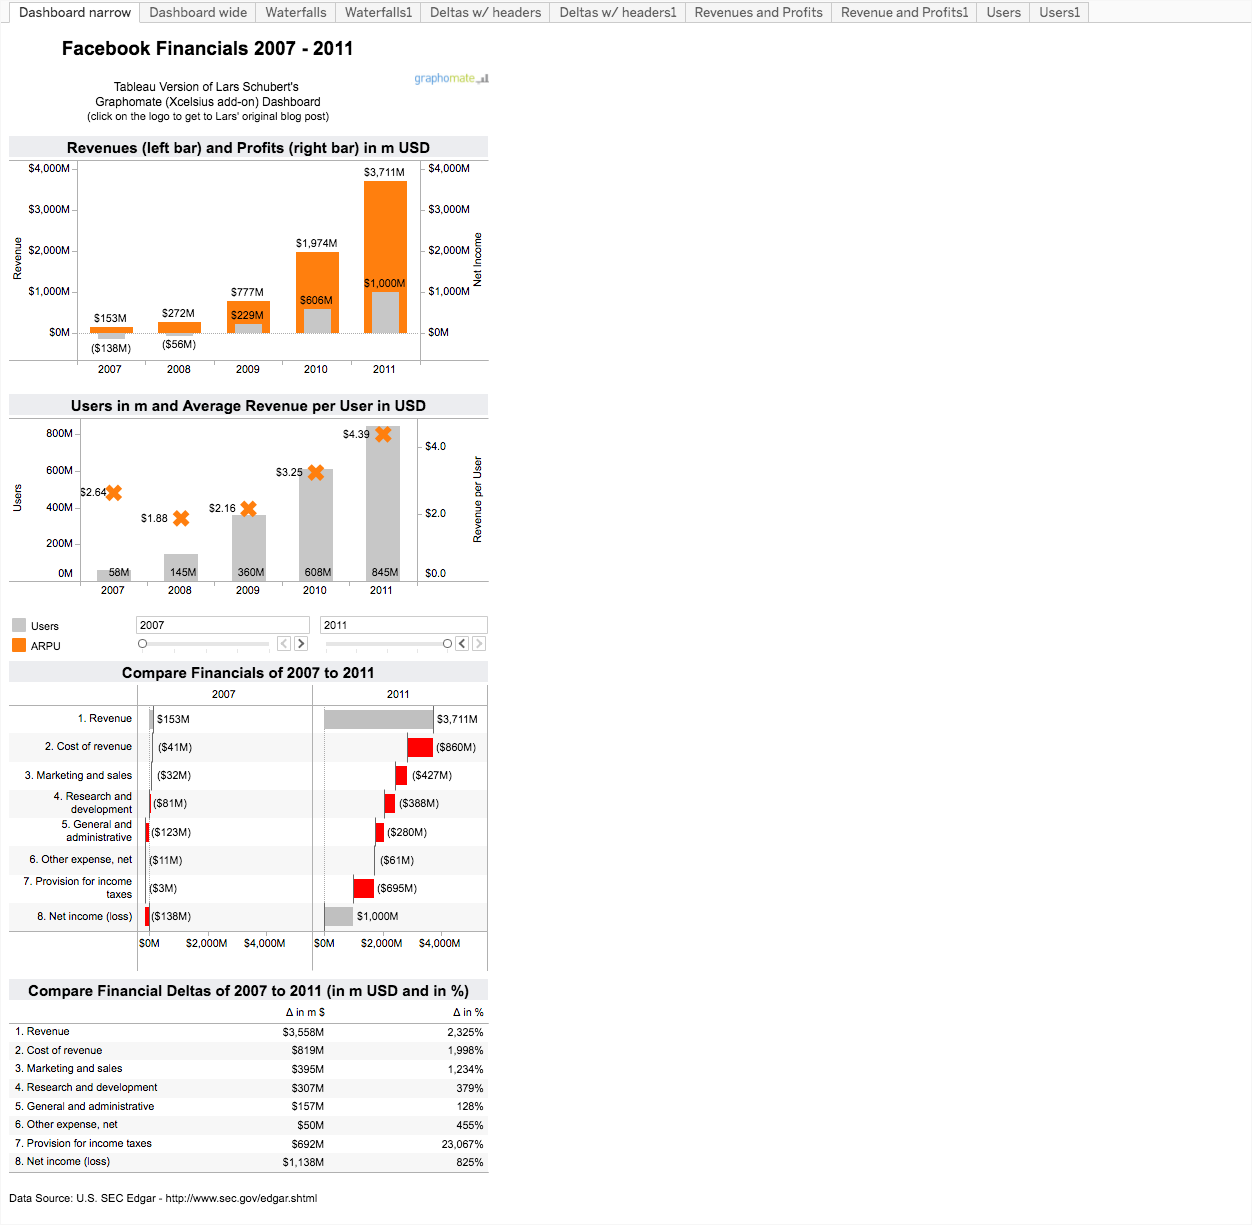 Dashboard narrow Dashboard wide Waterfalls Waterfalls1 Deltas w/ headers Deltas w/ headers1 Revenues and Profits Revenue and Profits1 Users Users1
Facebook Financials 2007 - 2011
graphomate
Tableau Version of Lars Schubert's
Graphomate (Xcelsius add-on) Dashboard
(click on the logo to get to Lars' original blog post)
Revenues (left bar) and Profits (right bar) in m USD
$4,000M $3,711M $4,000M
$3,000M $3,000M
Revenue Net Income
$2,000M $1,974M $2,000M
$1,000M $777M $1,000M $1,000M
$153M $272M $229M $606M
$0M $0M
($138M) ($56M)
2007 2008 2009 2010 2011
Users in m and Average Revenue per User in USD
800M $4.39 $4.0
600M $3.25
Users Revenue per User
400M $2.64 $1.88 $2.16 $2.0
200M
0M 58M 145M 360M 608M 845M $0.0
2007 2008 2009 2010 2011
Users 2007 2011
ARPU
Compare Financials of 2007 to 2011
2007 2011
1. Revenue $153M $3,711M
2. Cost of revenue ($41M) ($860M)
3. Marketing and sales ($32M) ($427M)
4. Research and
development ($81M) ($388M)
5. General and
administrative ($123M) ($280M)
6. Other expense, net ($11M) ($61M)
7. Provision for income
taxes ($3M) ($695M)
8. Net income (loss) ($138M) $1,000M
$0M $2,000M $4,000M $0M $2,000M $4,000M
Compare Financial Deltas of 2007 to 2011 (in m USD and in %)
Δ in m $ Δ in %
1. Revenue $3,558M 2,325%
2. Cost of revenue $819M 1,998%
3. Marketing and sales $395M 1,234%
4. Research and development $307M 379%
5. General and administrative $157M 128%
6. Other expense, net $50M 455%
7. Provision for income taxes $692M 23,067%
8. Net income (loss) $1,138M 825%
Data Source: U.S. SEC Edgar - http://www.sec.gov/edgar.shtml